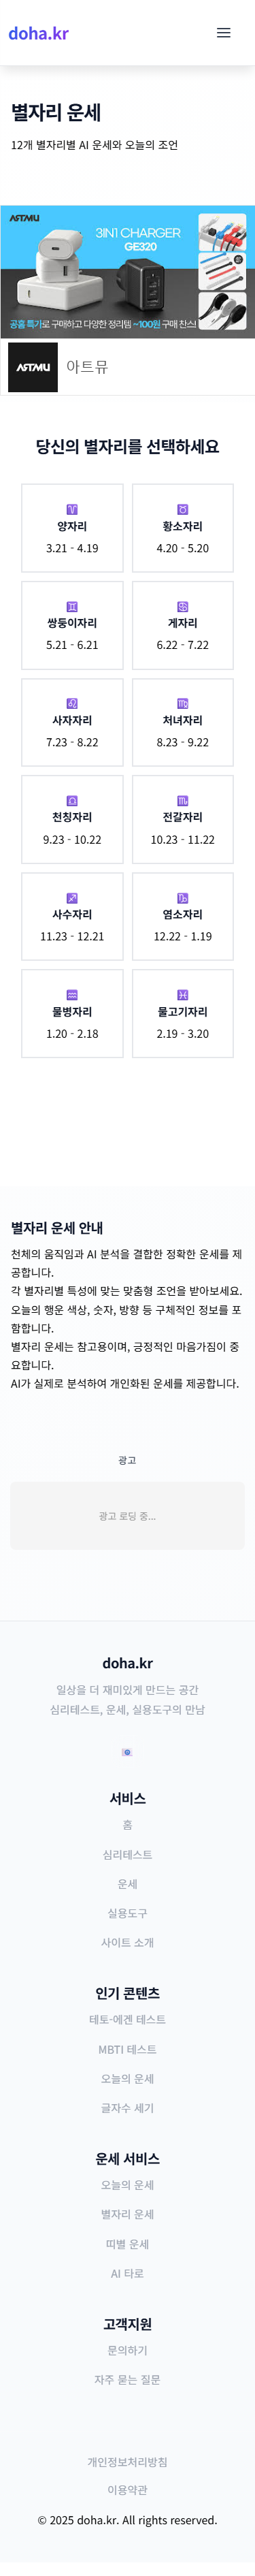 doha.kr
별자리 운세
12개 별자리별 AI 운세와 오늘의 조언
ASTMU
3IN1 CHARGER
GE320
공홈 특가로 구매하고 다양한 정리템 ~100원 구매 찬스!
ASTMU
아트뮤
당신의 별자리를 선택하세요
♈ ♉
양자리 황소자리
3.21 - 4.19 4.20 - 5.20
♊ ♋
쌍둥이자리 게자리
5.21 - 6.21 6.22 - 7.22
♌ ♍
사자자리 처녀자리
7.23 - 8.22 8.23 - 9.22
♎ ♏
천칭자리 전갈자리
9.23 - 10.22 10.23 - 11.22
♐ ♑
사수자리 염소자리
11.23 - 12.21 12.22 - 1.19
♒ ♓
물병자리 물고기자리
1.20 - 2.18 2.19 - 3.20
별자리 운세 안내
천체의 움직임과 AI 분석을 결합한 정확한 운세를 제
공합니다.
각 별자리별 특성에 맞는 맞춤형 조언을 받아보세요.
오늘의 행운 색상, 숫자, 방향 등 구체적인 정보를 포
함합니다.
별자리 운세는 참고용이며, 긍정적인 마음가짐이 중
요합니다.
AI가 실제로 분석하여 개인화된 운세를 제공합니다.
광고
광고 로딩 중...
doha.kr
일상을 더 재미있게 만드는 공간
심리테스트, 운세, 실용도구의 만남
서비스
홈
심리테스트
운세
실용도구
사이트 소개
인기 콘텐츠
테토-에겐 테스트
MBTI 테스트
오늘의 운세
글자수 세기
운세 서비스
오늘의 운세
별자리 운세
띠별 운세
AI 타로
고객지원
문의하기
자주 묻는 질문
개인정보처리방침
이용약관
© 2025 doha.kr. All rights reserved.